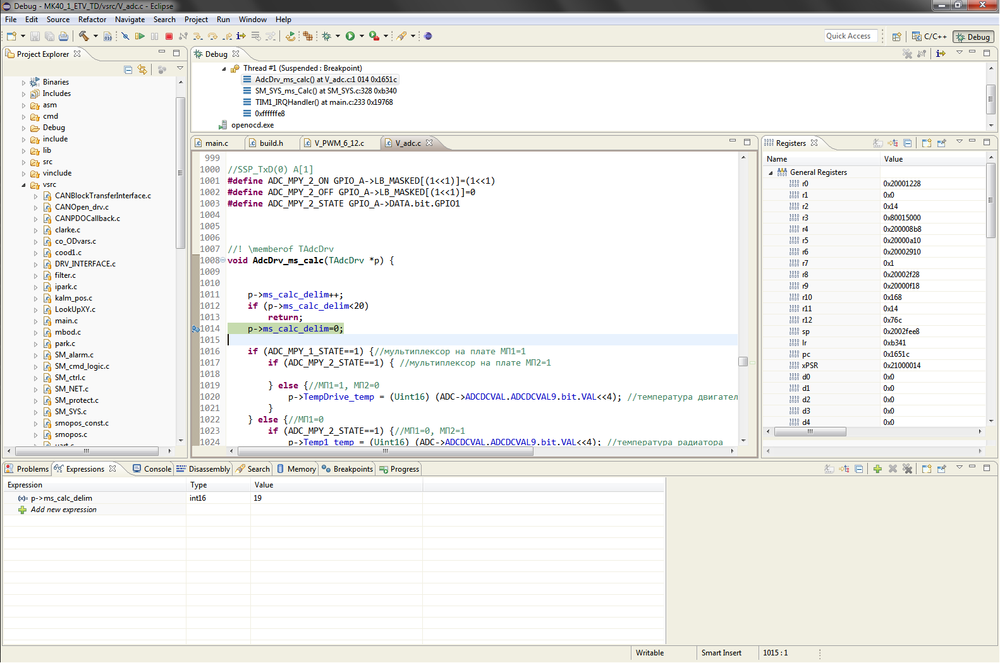 Debug - MK40_1_ETV_TD/vsrc/V_adc.c - Eclipse
File Edit Source Refactor Navigate Search Project Run Window Help
Quick Access C/C++ Debug
Project Explorer
Binaries
Includes
asm
cmd
Debug
include
lib
src
vinclude
vsrc
CANBlockTransferInterface.c
CANOpen_drv.c
CANPDOCallback.c
clarke.c
co_ODvars.c
cood1.c
DRV_INTERFACE.c
filter.c
ipark.c
kalm_pos.c
LookUpXY.c
main.c
mbod.c
park.c
SM_alarm.c
SM_cmd_logic.c
SM_ctrl.c
SM_NET.c
SM_protect.c
SM_SYS.c
smopos_const.c
smopos.c
uart.c
Debug
Thread #1 (Suspended : Breakpoint)
AdcDrv_ms_calc() at V_adc.c:1 014 0x1651c
SM_SYS_ms_Calc() at SM_SYS.c:328 0xb340
TIM1_IRQHandler() at main.c:233 0x19768
0xffffffe8
openocd.exe
main.c build.h V_PWM_6_12.c V_adc.c
999
1000 //SSP_TxD(0) A[1]
1001 #define ADC_MPY_2_ON GPIO_A->LB_MASKED[(1<<1)]=(1<<1)
1002 #define ADC_MPY_2_OFF GPIO_A->LB_MASKED[(1<<1)]=0
1003 #define ADC_MPY_2_STATE GPIO_A->DATA.bit.GPIO1
1004
1005
1006
1007 //! \memberof TAdcDrv
1008 void AdcDrv_ms_calc(TAdcDrv *p) {
1009
1010
1011 p->ms_calc_delim++;
1012 if (p->ms_calc_delim<20)
1013 return;
1014 p->ms_calc_delim=0;
1015
1016 if (ADC_MPY_1_STATE==1) {//мультиплексор на плате МП1=1
1017 if (ADC_MPY_2_STATE==1) { //мультиплексор на плате МП2=1
1018
1019 } else {//МП1=1, МП2=0
1020 p->TempDrive_temp = (Uint16) (ADC->ADCDCVAL.ADCDCVAL9.bit.VAL<<4); //температура двигател
1021 }
1022 } else {//МП1=0
1023 if (ADC_MPY_2_STATE==1) {//МП1=0, МП2=1
1024 p->Temp1_temp = (Uint16) (ADC->ADCDCVAL.ADCDCVAL9.bit.VAL<<4); //температура радиатора
Registers
Name Value
General Registers
r0 0x20001228
r1 0x0
r2 0x14
r3 0x80015000
r4 0x200008b8
r5 0x20000a10
r6 0x20002910
r7 0x1
r8 0x20002f28
r9 0x20000f18
r10 0x168
r11 0x14
r12 0x76c
sp 0x2002fee8
lr 0xb341
pc 0x1651c
xPSR 0x21000014
d0 0x0
d1 0x0
d2 0x0
d3 0x0
d4 0x0
Problems Expressions Console Disassembly Search Memory Breakpoints Progress
Expression Type Value
p->ms_calc_delim int16 19
Add new expression
Writable Smart Insert 1015 : 1